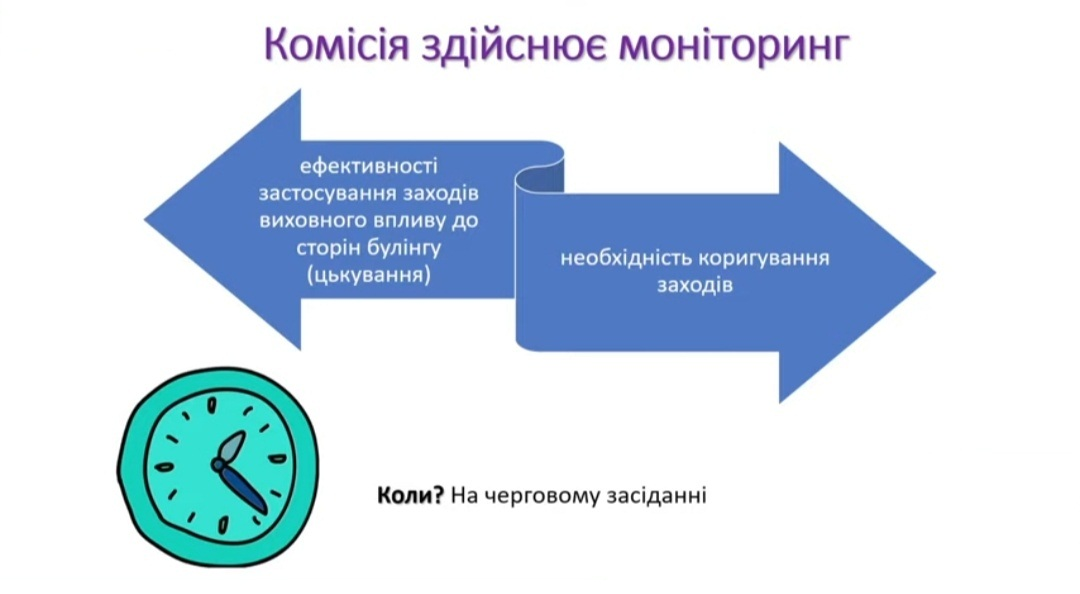 Комісія здійснює моніторинг
ефективності
застосування заходів
виховного впливу до
сторін булінгу
(цькування)
необхідність коригування
заходів
Коли? На черговому засіданні